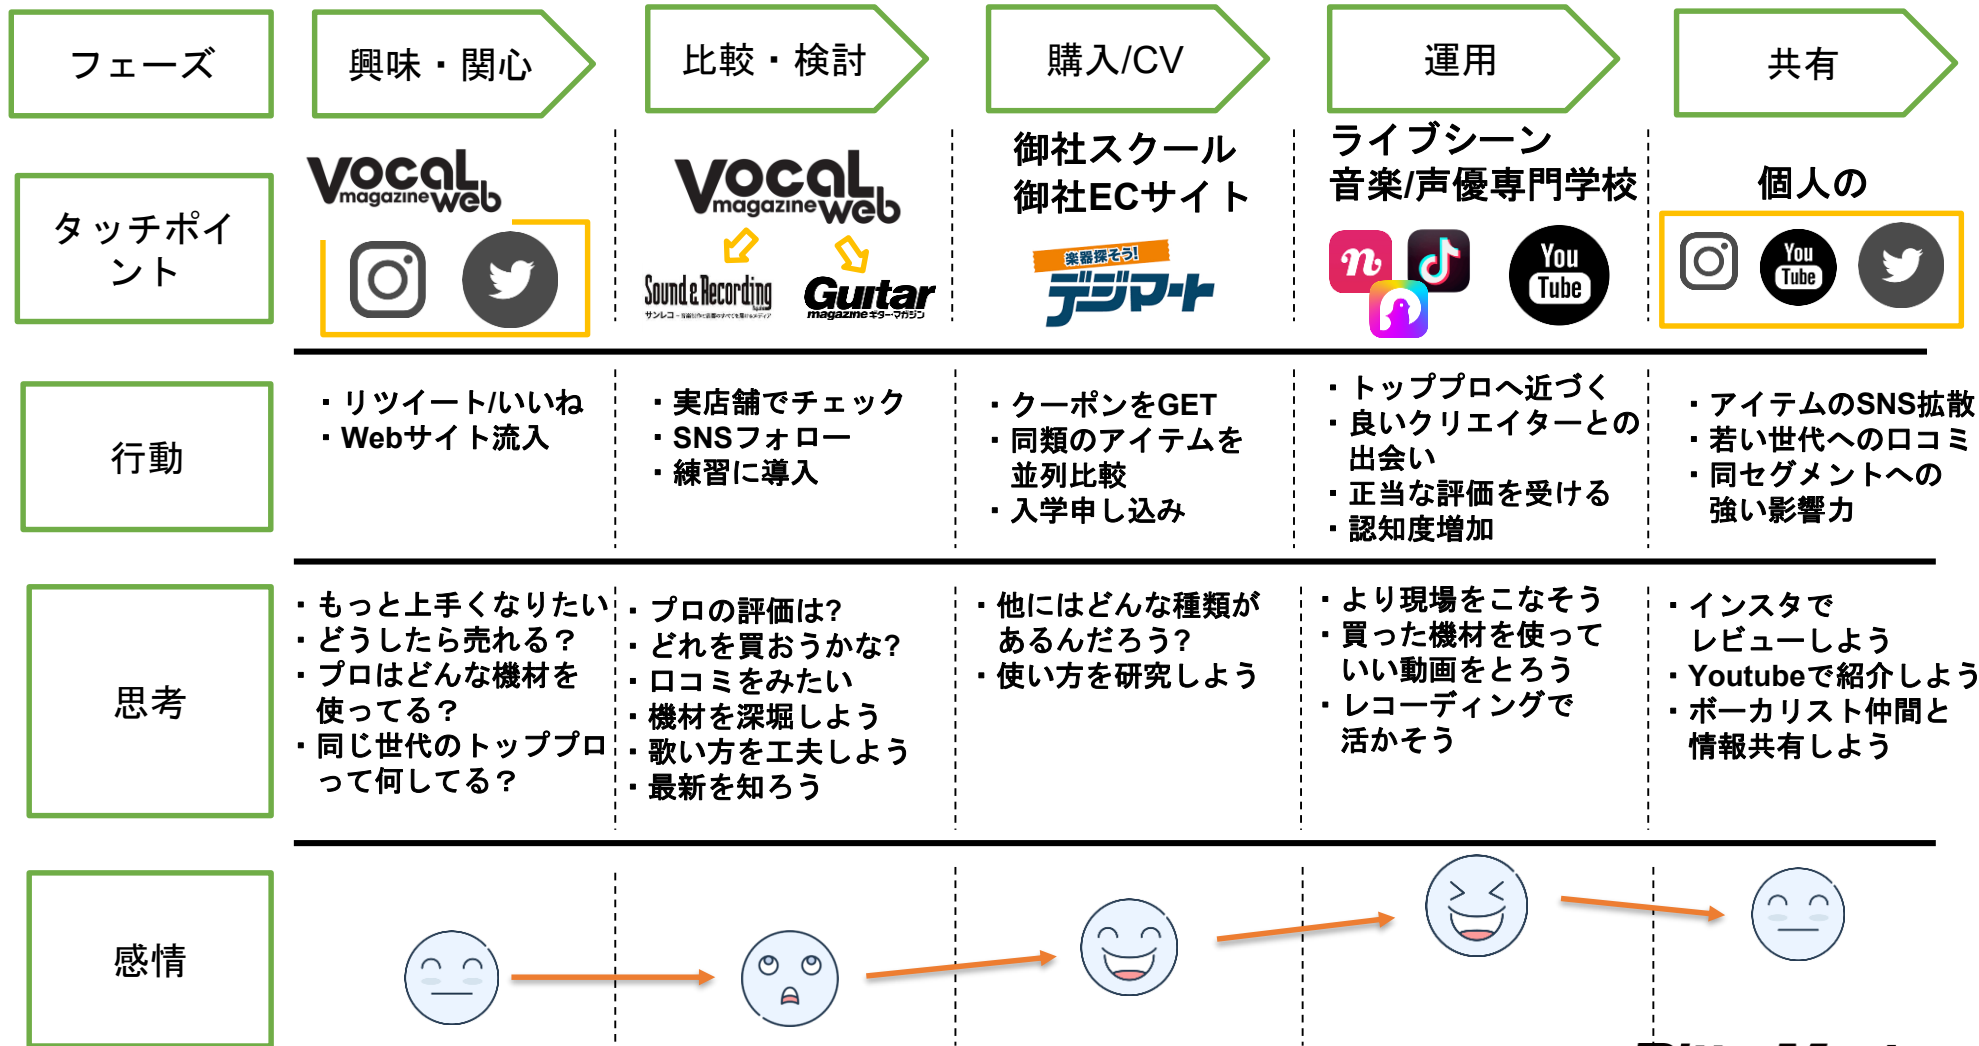 フェーズ
興味・関心
比較・検討
購入/CV
運用
共有
タッチポイ
ント
Vocal
magazine Web
Vocal
magazine Web
Sound & Recording
Guitar
magazine ギター・マガジン
御社スクール
御社ECサイト
楽器探そう!
デジマート
ライブシーン
音楽/声優専門学校
n
You
Tube
個人の
You
Tube
行動
・リツイート/いいね
・Webサイト流入
・実店舗でチェック
・SNSフォロー
・練習に導入
・クーポンをGET
・同類のアイテムを
並列比較
・入学申し込み
・トッププロへ近づく
・良いクリエイターとの
出会い
・正当な評価を受ける
・認知度増加
・アイテムのSNS拡散
・若い世代への口コミ
・同セグメントへの
強い影響力
思考
・もっと上手くなりたい
・どうしたら売れる？
・プロはどんな機材を
使ってる？
・同じ世代のトッププロ
って何してる？
・プロの評価は?
・どれを買おうかな?
・口コミをみたい
・機材を深堀しよう
・歌い方を工夫しよう
・最新を知ろう
・他にはどんな種類が
あるんだろう?
・使い方を研究しよう
・より現場をこなそう
・買った機材を使って
いい動画をとろう
・レコーディングで
活かそう
・インスタで
レビューしよう
・Youtubeで紹介しよう
・ボーカリスト仲間と
情報共有しよう
感情